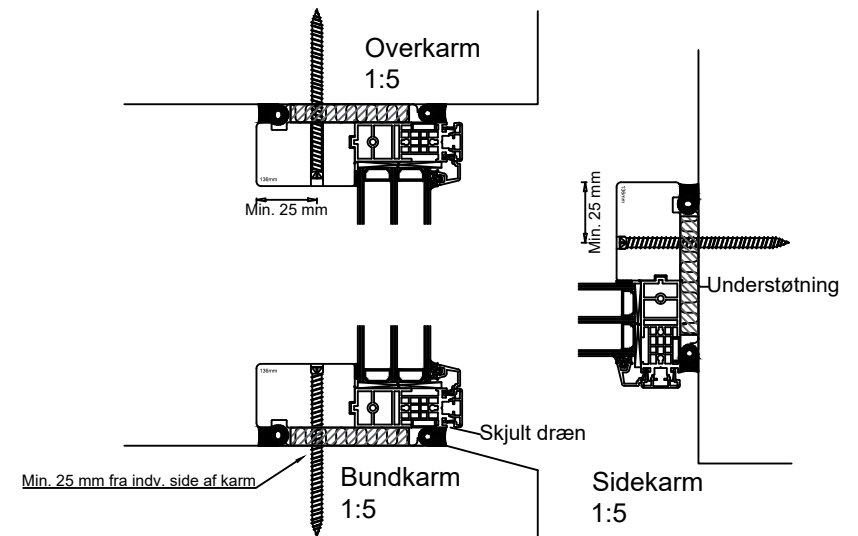 Overkarm
1:5
136mm
Min. 25 mm
136mm
Min. 25 mm
Understøtning
136mm
Skjult dræn
Min. 25 mm fra indv. side af karm
Bundkarm
1:5
Sidekarm
1:5